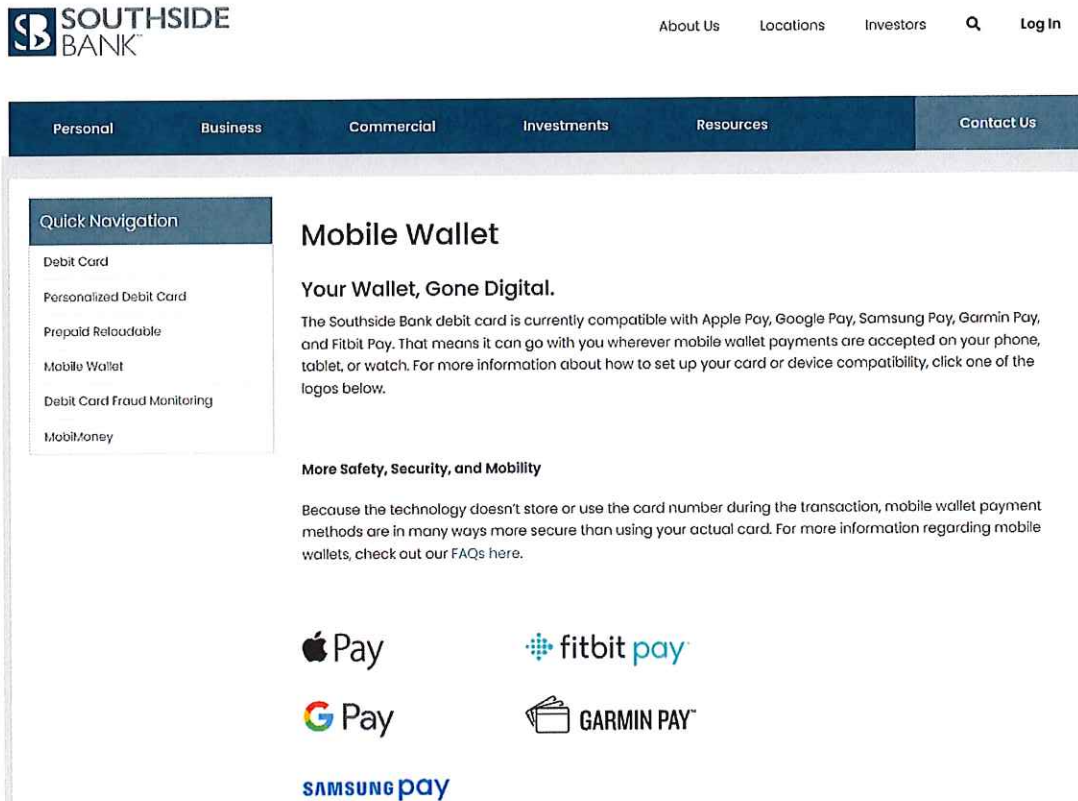 SOUTHSIDE
BANK™
About Us Locations Investors Log In
Personal Business Commercial Investments Resources Contact Us
Quick Navigation
Debit Card
Personalized Debit Card
Prepaid Reloadable
Mobile Wallet
Debit Card Fraud Monitoring
MobiMoney
Mobile Wallet
Your Wallet, Gone Digital.
The Southside Bank debit card is currently compatible with Apple Pay, Google Pay, Samsung Pay, Garmin Pay,
and Fitbit Pay. That means it can go with you wherever mobile wallet payments are accepted on your phone,
tablet, or watch. For more information about how to set up your card or device compatibility, click one of the
logos below.
More Safety, Security, and Mobility
Because the technology doesn't store or use the card number during the transaction, mobile wallet payment
methods are in many ways more secure than using your actual card. For more information regarding mobile
wallets, check out our FAQs here.
Pay fitbit pay
G Pay GARMIN PAY™
SAMSUNG pay